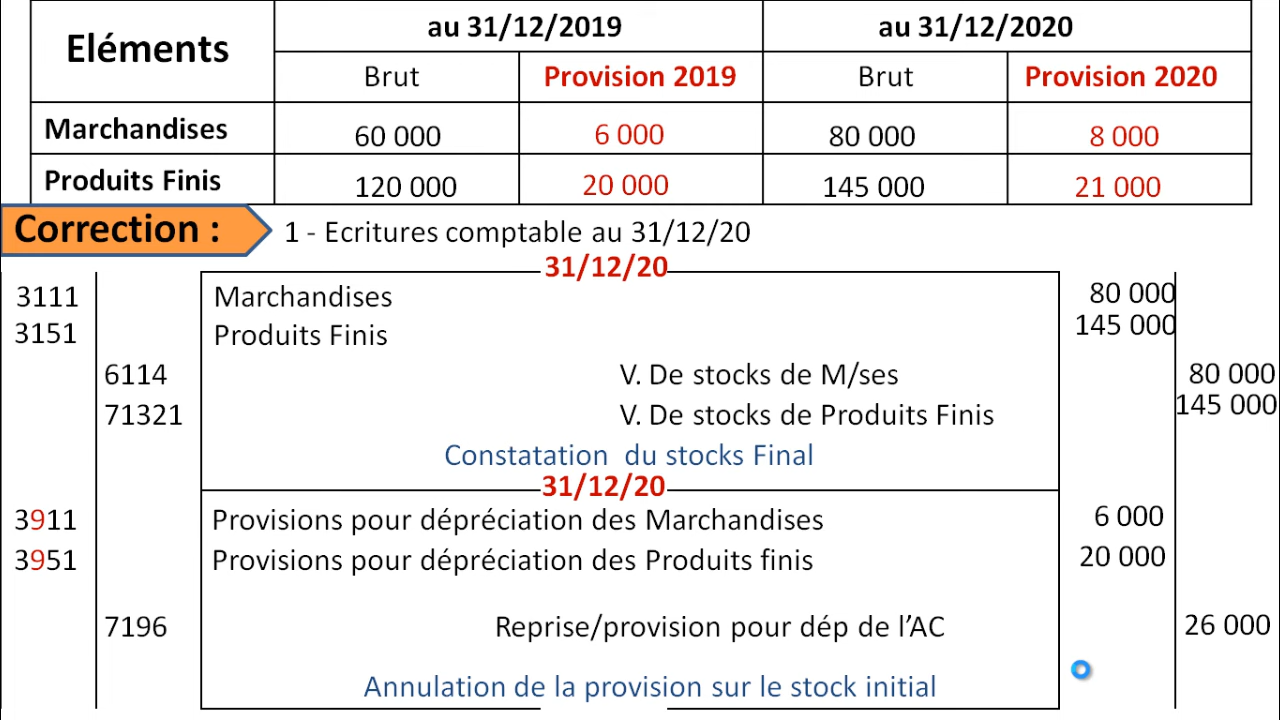 Eléments au 31/12/2019 au 31/12/2020
Brut Provision 2019 Brut Provision 2020
Marchandises 60 000 6 000 80 000 8 000
Produits Finis 120 000 20 000 145 000 21 000
Correction : 1 - Ecritures comptable au 31/12/20
31/12/20
3111 Marchandises 80 000
3151 Produits Finis 145 000
6114 V. De stocks de M/ses 80 000
71321 V. De stocks de Produits Finis 145 000
Constatation du stocks Final
31/12/20
3911 Provisions pour dépréciation des Marchandises 6 000
3951 Provisions pour dépréciation des Produits finis 20 000
7196 Reprise/provision pour dép de l’AC 26 000
Annulation de la provision sur le stock initial